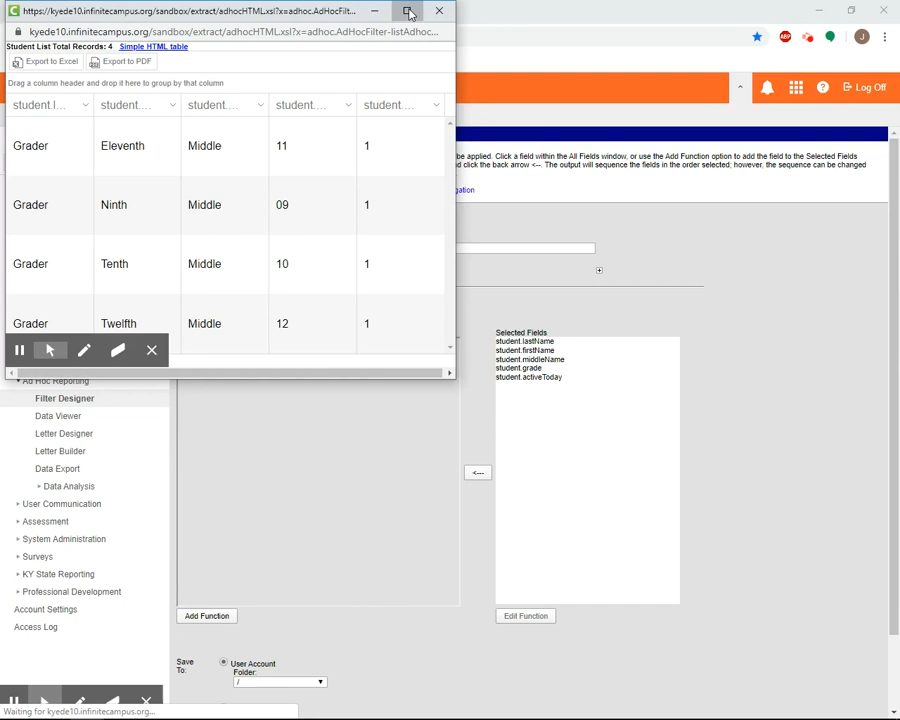 https://kyede10.infinitecampus.org/sandbox/extract/adhocHTML.xsl?x=adhoc.AdHocFilt...
kyede10.infinitecampus.org/sandbox/extract/adhocHTML.xsl?x=adhoc.AdHocFilter-listAdhoc...
Student List Total Records: 4 Simple HTML table
Export to Excel Export to PDF
Drag a column header and drop it here to group by that column
student.l... student.... student.... student.... student....
Grader Eleventh Middle 11 1
Grader Ninth Middle 09 1
Grader Tenth Middle 10 1
Grader Twelfth Middle 12 1
ABP
J
? Log Off
be applied. Click a field within the All Fields window, or use the Add Function option to add the field to the Selected Fields
d click the back arrow <--. The output will sequence the fields in the order selected; however, the sequence can be changed
gation
Selected Fields
student.lastName
student.firstName
student.middleName
student.grade
student.activeToday
<---
Add Function
Edit Function
Save To:
User Account
Folder:
/
Ad Hoc Reporting
Filter Designer
Data Viewer
Letter Designer
Letter Builder
Data Export
Data Analysis
User Communication
Assessment
System Administration
Surveys
KY State Reporting
Professional Development
Account Settings
Access Log
Waiting for kyede10.infinitecampus.org...